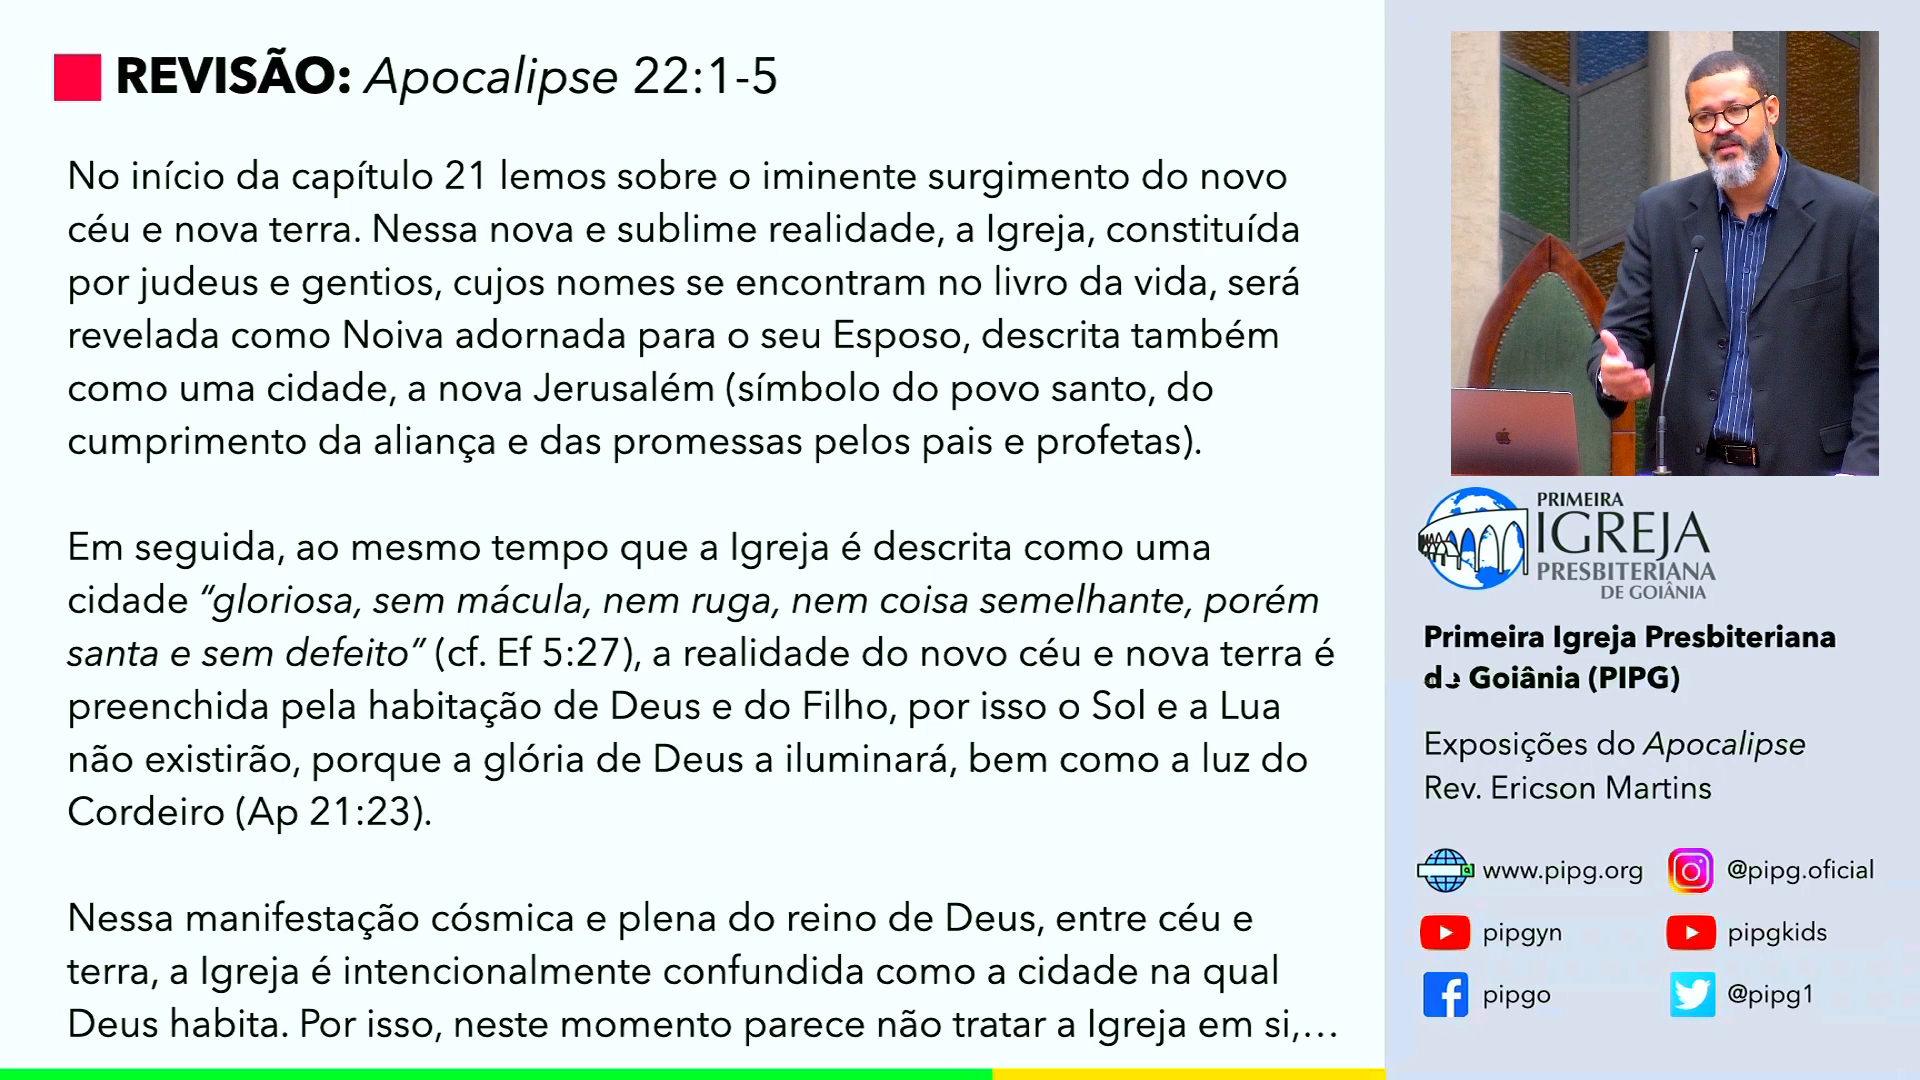 REVISÃO: Apocalipse 22:1-5
No início da capítulo 21 lemos sobre o iminente surgimento do novo
céu e nova terra. Nessa nova e sublime realidade, a Igreja, constituída
por judeus e gentios, cujos nomes se encontram no livro da vida, será
revelada como Noiva adornada para o seu Esposo, descrita também
como uma cidade, a nova Jerusalém (símbolo do povo santo, do
cumprimento da aliança e das promessas pelos pais e profetas).
Em seguida, ao mesmo tempo que a Igreja é descrita como uma
cidade “gloriosa, sem mácula, nem ruga, nem coisa semelhante, porém
santa e sem defeito” (cf. Ef 5:27), a realidade do novo céu e nova terra é
preenchida pela habitação de Deus e do Filho, por isso o Sol e a Lua
não existirão, porque a glória de Deus a iluminará, bem como a luz do
Cordeiro (Ap 21:23).
Nessa manifestação cósmica e plena do reino de Deus, entre céu e
terra, a Igreja é intencionalmente confundida como a cidade na qual
Deus habita. Por isso, neste momento parece não tratar a Igreja em si,…
PRIMEIRA
IGREJA
PRESBITERIANA
DE GOIÂNIA
Primeira Igreja Presbiteriana
de Goiânia (PIPG)
Exposições do Apocalipse
Rev. Ericson Martins
www.pipg.org @pipg.oficial
pipgyn pipgkids
pipgo @pipg1